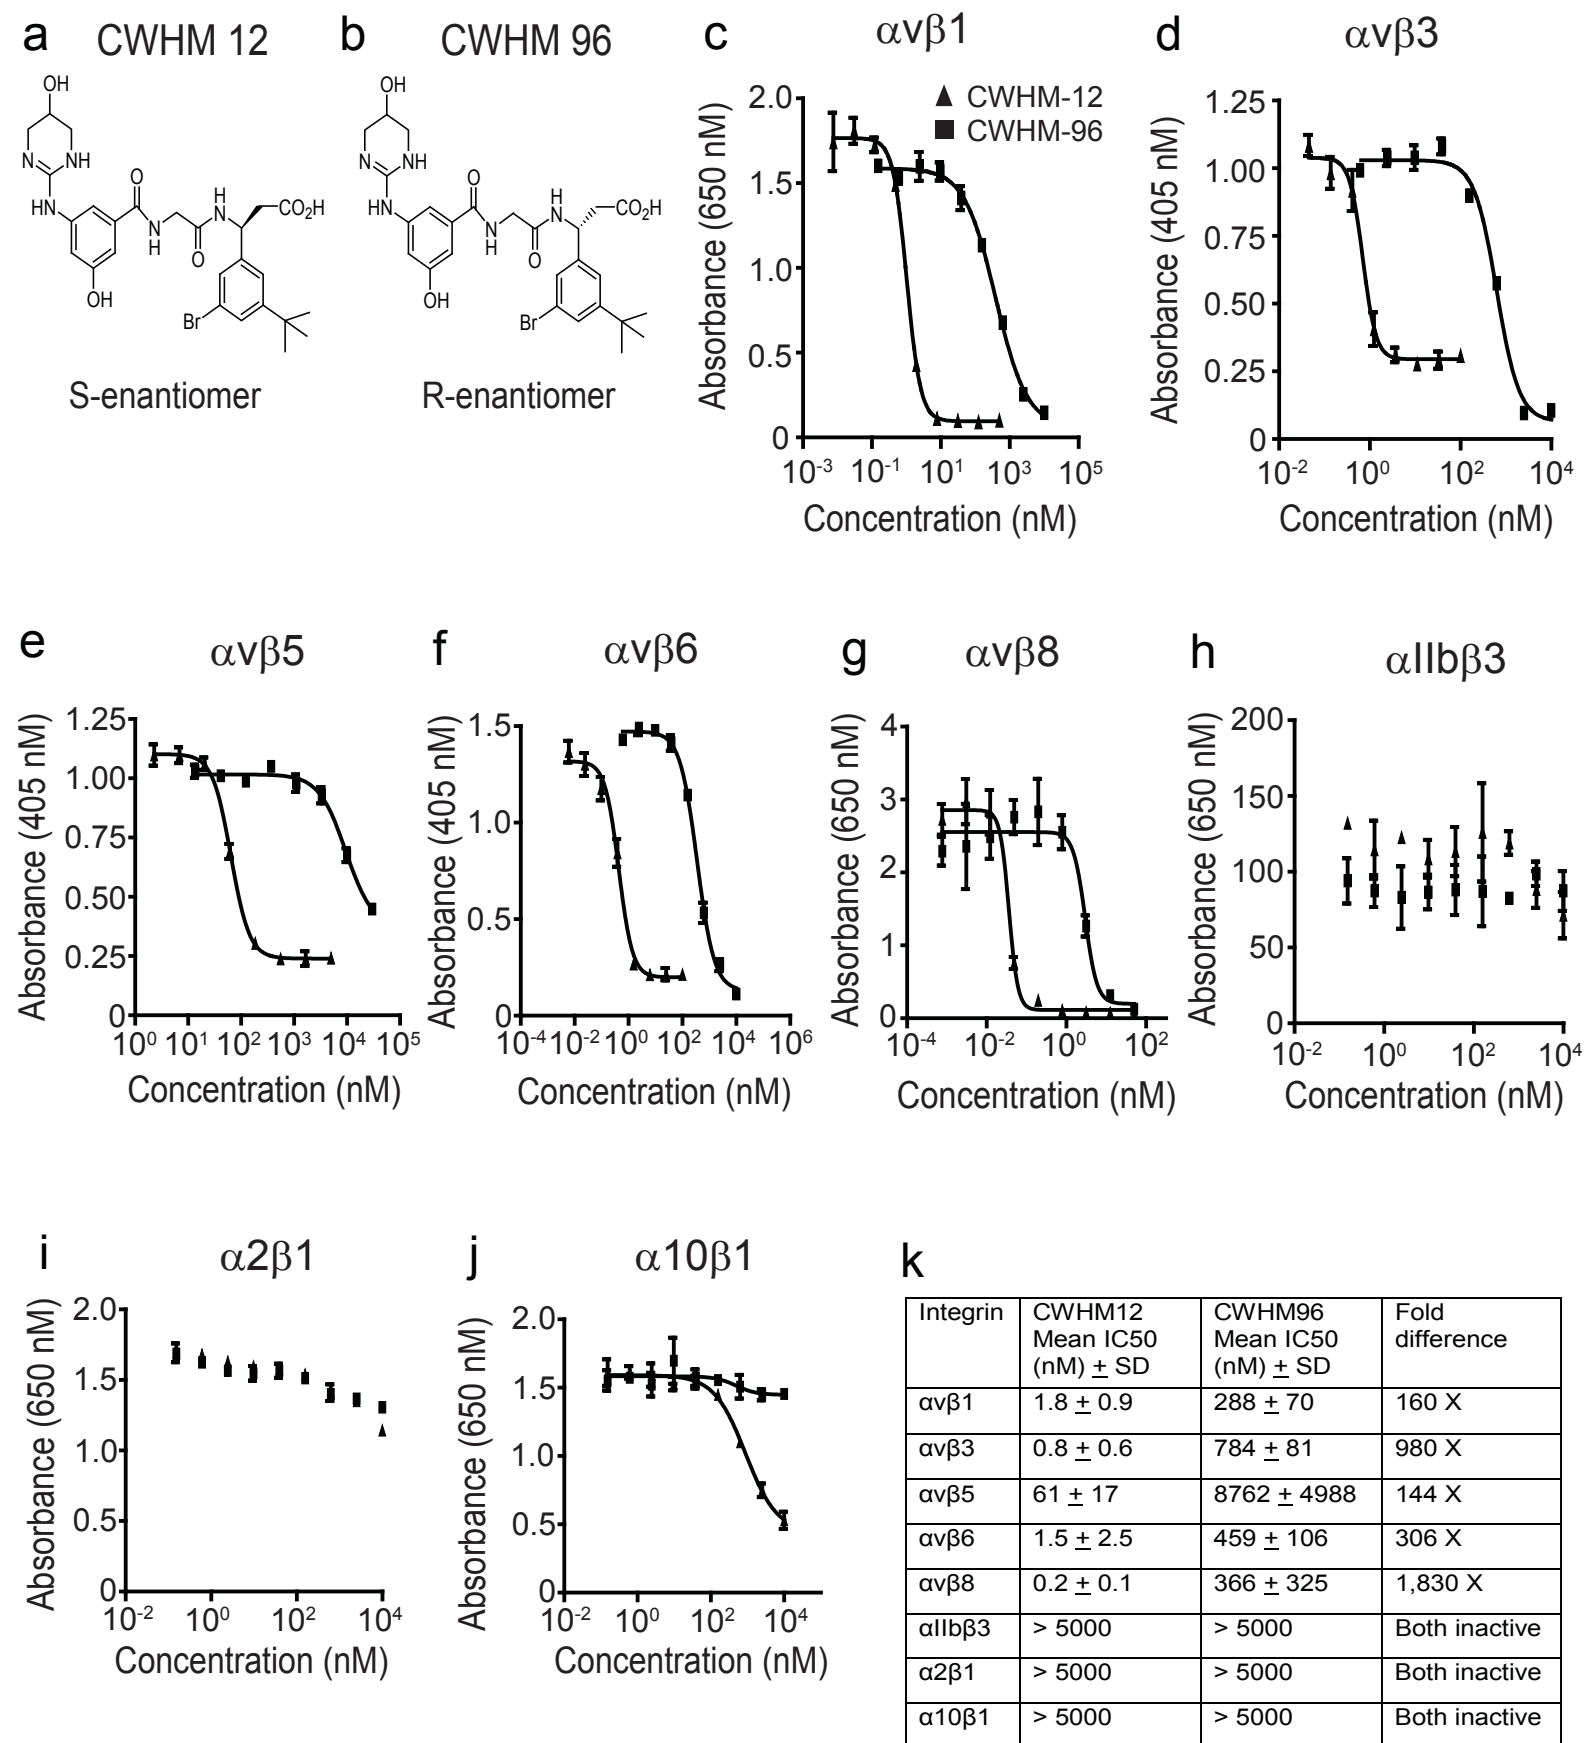 a CWHM 12
OH
N NH
HN
O
N
H
H
N
O
CO2H
OH
Br
S-enantiomer
b CWHM 96
OH
N NH
HN
O
N
H
H
N
O
CO2H
OH
Br
R-enantiomer
c αvβ1
▲ CWHM-12
■ CWHM-96
Absorbance (650 nM)
2.0
1.5
1.0
0.5
0
10-3 10-1 101 103 105
Concentration (nM)
d αvβ3
Absorbance (405 nM)
1.25
1.00
0.75
0.50
0.25
0
10-2 100 102 104
Concentration (nM)
e αvβ5
Absorbance (405 nM)
1.25
1.00
0.75
0.50
0.25
0
100 101 102 103 104 105
Concentration (nM)
f αvβ6
Absorbance (405 nM)
1.5
1.0
0.5
0
10-4 10-2 100 102 104 106
Concentration (nM)
g αvβ8
Absorbance (650 nM)
4
3
2
1
0
10-4 10-2 100 102
Concentration (nM)
h αIIbβ3
Absorbance (650 nM)
200
150
100
50
0
10-2 100 102 104
Concentration (nM)
i α2β1
Absorbance (650 nM)
2.0
1.5
1.0
0.5
0
10-2 100 102 104
Concentration (nM)
j α10β1
Absorbance (650 nM)
2.0
1.5
1.0
0.5
0
10-2 100 102 104
Concentration (nM)
k
Integrin CWHM12 CWHM96 Fold
Mean IC50 Mean IC50 difference
(nM) ± SD (nM) ± SD
αvβ1 1.8 ± 0.9 288 ± 70 160 X
αvβ3 0.8 ± 0.6 784 ± 81 980 X
αvβ5 61 ± 17 8762 ± 4988 144 X
αvβ6 1.5 ± 2.5 459 ± 106 306 X
αvβ8 0.2 ± 0.1 366 ± 325 1,830 X
αIIbβ3 > 5000 > 5000 Both inactive
α2β1 > 5000 > 5000 Both inactive
α10β1 > 5000 > 5000 Both inactive